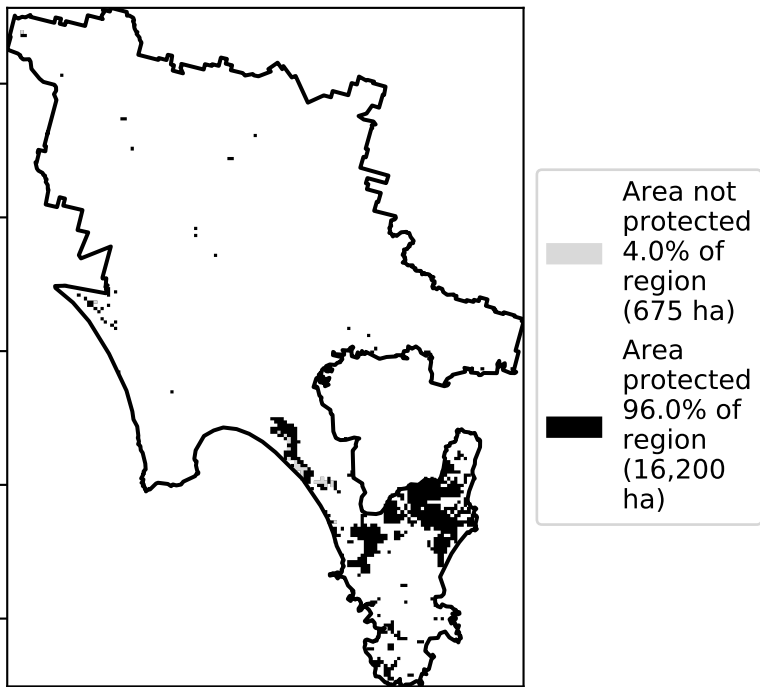 Area not
protected
4.0% of
region
(675 ha)
Area
protected
96.0% of
region
(16,200
ha)